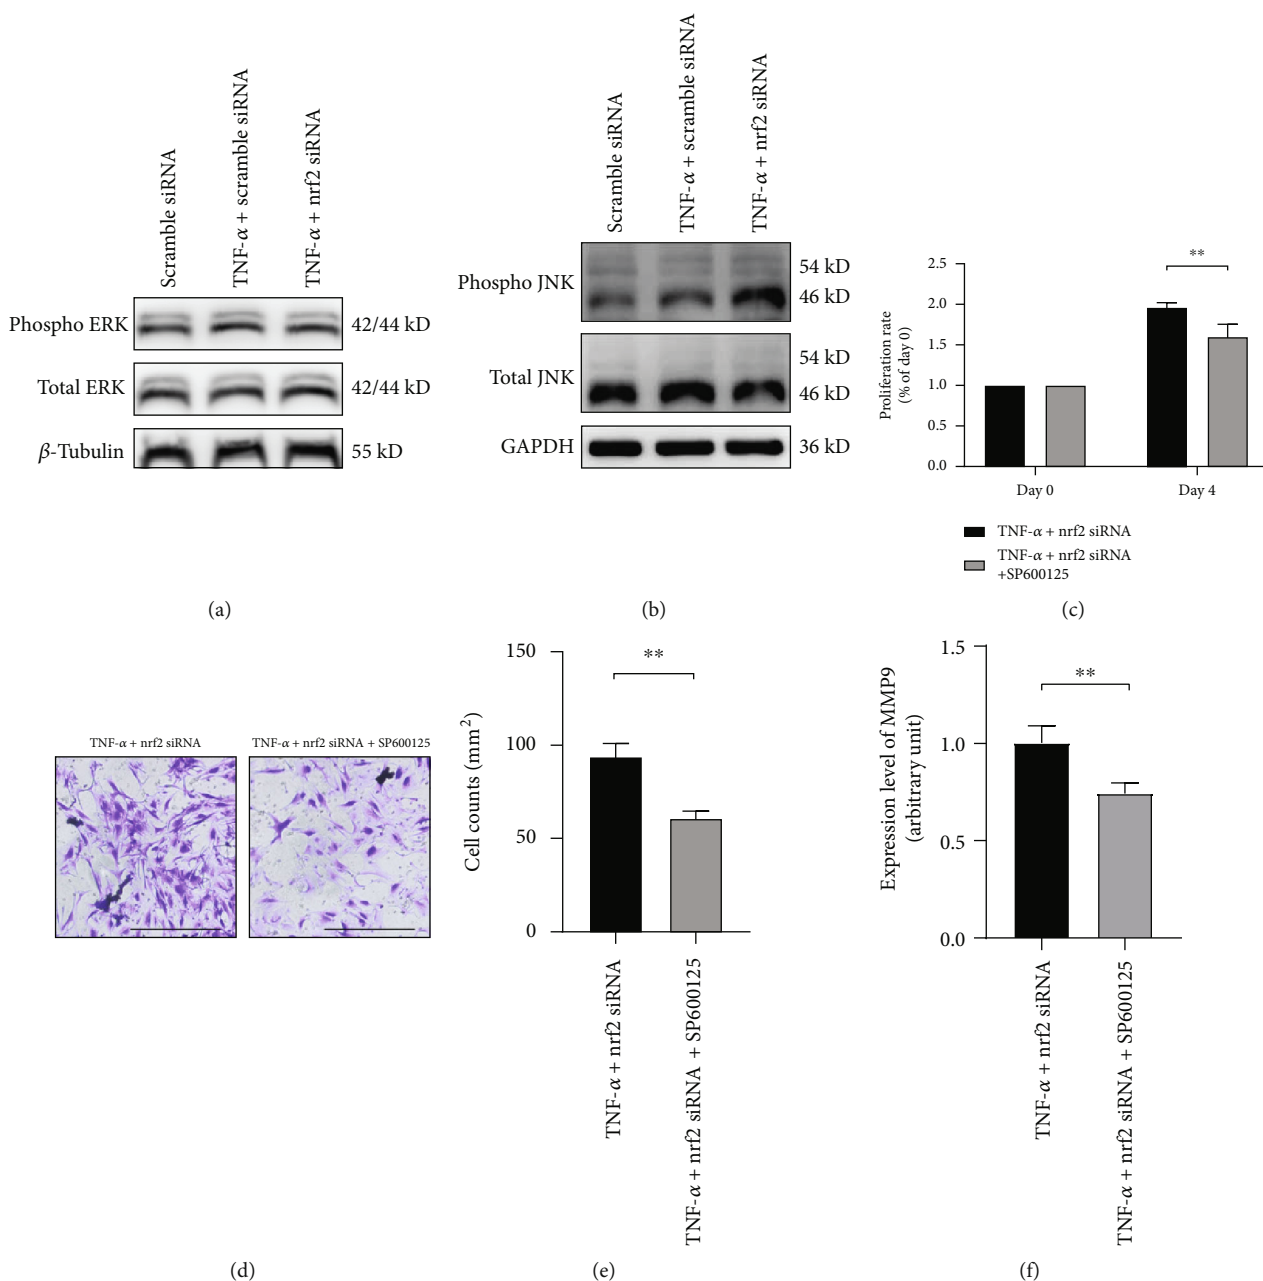 Scramble siRNA
TNF-α + scramble siRNA
TNF-α + nrf2 siRNA
Phospho ERK
42/44 kD
Total ERK
42/44 kD
β-Tubulin
55 kD
(a)
Scramble siRNA
TNF-α + scramble siRNA
TNF-α + nrf2 siRNA
Phospho JNK
54 kD
46 kD
Total JNK
54 kD
46 kD
GAPDH
36 kD
(b)
Proliferation rate
(% of day 0)
2.5
2.0
1.5
1.0
0.5
0.0
**
Day 0
Day 4
TNF-α + nrf2 siRNA
TNF-α + nrf2 siRNA
+SP600125
(c)
TNF-α + nrf2 siRNA
TNF-α + nrf2 siRNA + SP600125
(d)
Cell counts (mm²)
150
100
50
0
**
TNF-α + nrf2 siRNA
TNF-α + nrf2 siRNA + SP600125
(e)
Expression level of MMP9
(arbitrary unit)
1.5
1.0
0.5
0.0
**
TNF-α + nrf2 siRNA
TNF-α + nrf2 siRNA + SP600125
(f)